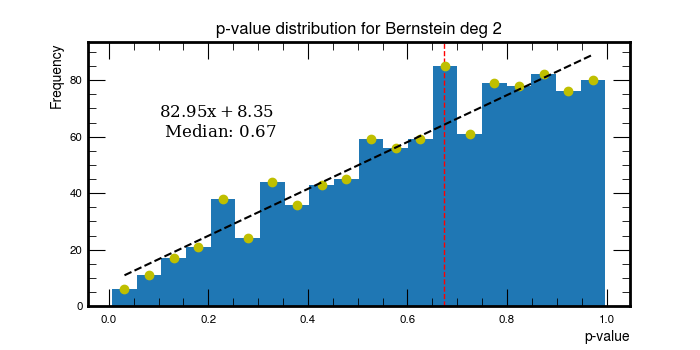 p-value distribution for Bernstein deg 2
Frequency
82.95x + 8.35
Median: 0.67
80
60
40
20
0
0.0 0.2 0.4 0.6 0.8 1.0
p-value